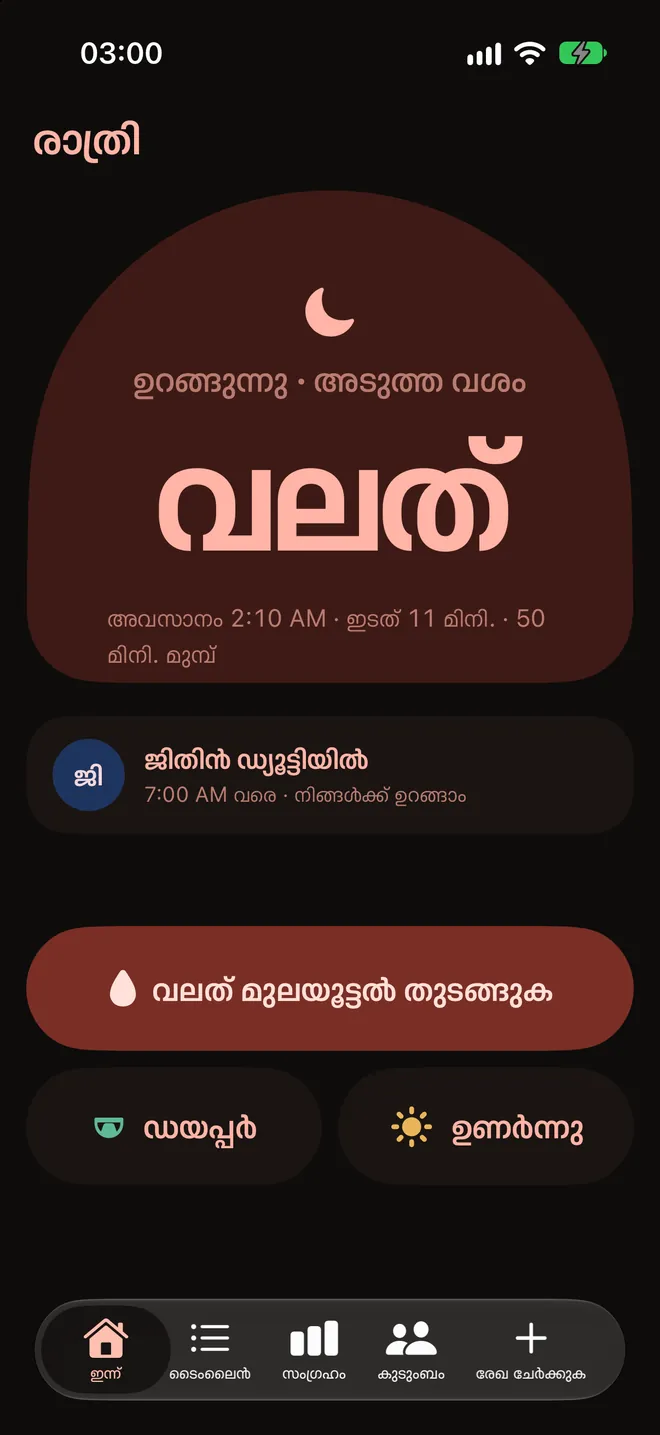 03:00
രാത്രി
ഉറങ്ങുന്നു · അടുത്ത വശം
വലത്
അവസാനം 2:10 AM · ഇടത് 11 മിനി. · 50
മിനി. മുമ്പ്
ജി
ജിതിൻ ഡ്യൂട്ടിയിൽ
7:00 AM വരെ · നിങ്ങൾക്ക് ഉറങ്ങാം
വലത് മുലയൂട്ടൽ തുടങ്ങുക
ഡയപ്പർ
ഉണർന്നു
ഇന്ന്
ടൈംലൈൻ
സംഗ്രഹം
കുടുംബം
രേഖ ചേർക്കുക